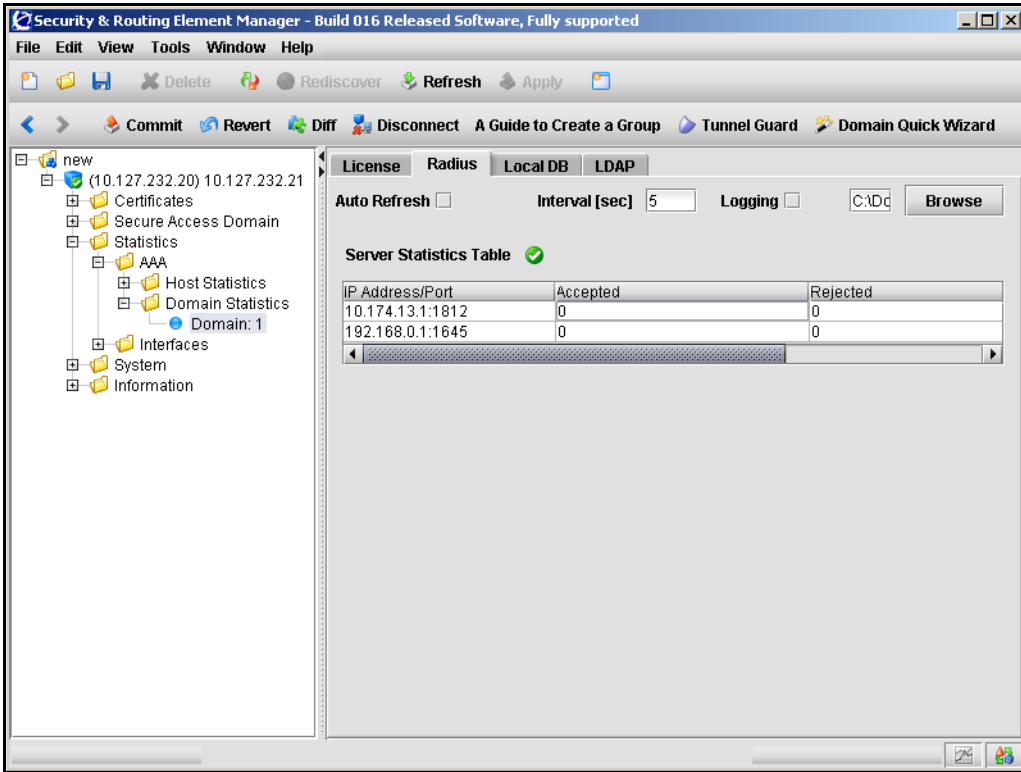 Security & Routing Element Manager - Build 016 Released Software, Fully supported
File Edit View Tools Window Help
Delete Rediscover Refresh Apply
Commit Revert Diff Disconnect A Guide to Create a Group Tunnel Guard Domain Quick Wizard
new
(10.127.232.20) 10.127.232.21
Certificates
Secure Access Domain
Statistics
AAA
Host Statistics
Domain Statistics
Domain: 1
Interfaces
System
Information
License Radius Local DB LDAP
Auto Refresh Interval [sec] 5 Logging Browse
Server Statistics Table
IP Address/Port Accepted Rejected
10.174.13.1:1812 0 0
192.168.0.1:1645 0 0